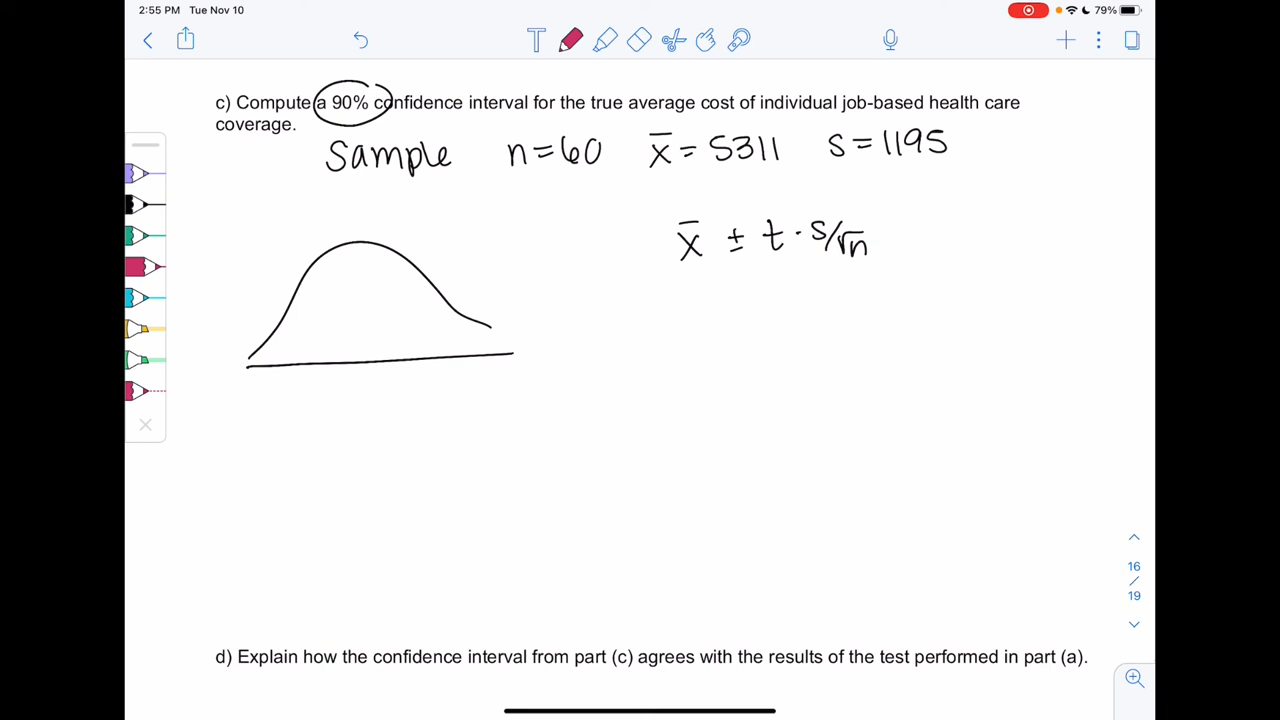 2:55 PM Tue Nov 10
79%
T
c) Compute a 90% confidence interval for the true average cost of individual job-based health care
coverage.
Sample n=60 x̄=5311 s=1195
x̄ ± t·s/√n
16
/
19
d) Explain how the confidence interval from part (c) agrees with the results of the test performed in part (a).